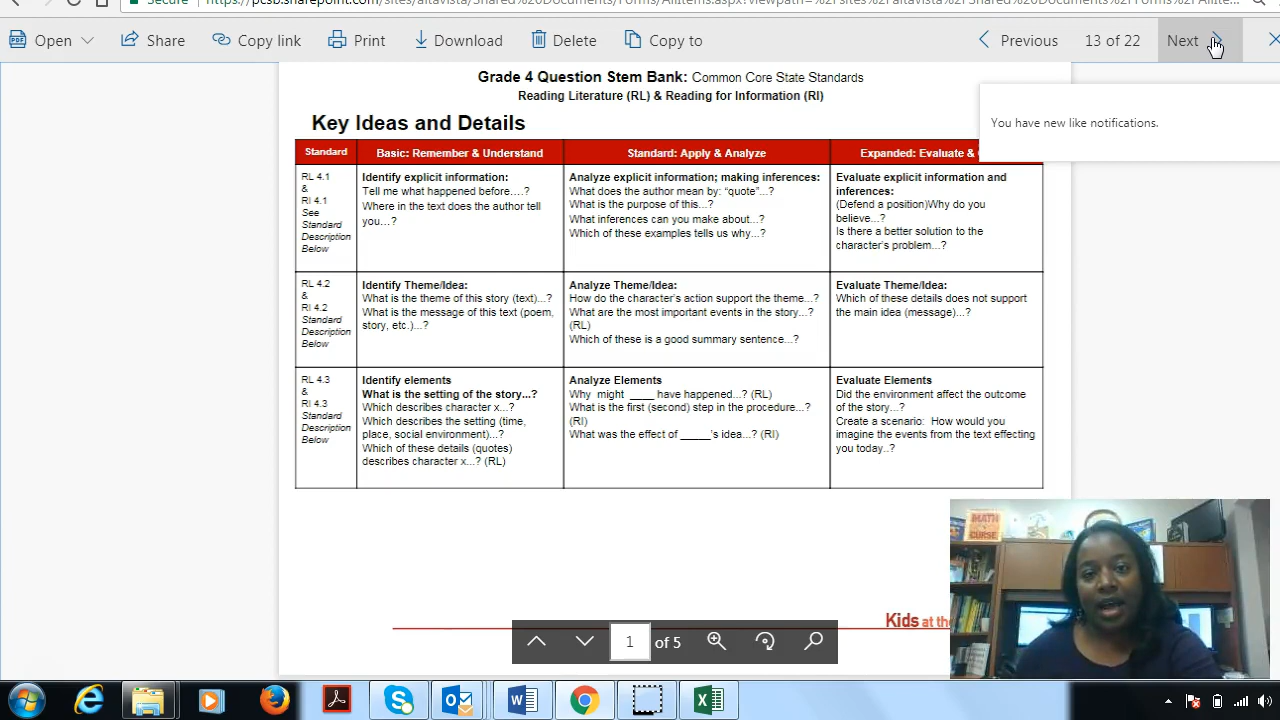 Secure https://pcsb.sharepoint.com/sites/altavista/Shared%20Documents/Forms/AllItems.aspx?viewpath=%2Fsites%2Faltavista%2FShared%20Documents%2FForms%2FAllIte...
Open Share Copy link Print Download Delete Copy to Previous 13 of 22 Next
Grade 4 Question Stem Bank: Common Core State Standards
Reading Literature (RL) & Reading for Information (RI)
You have new like notifications.
Key Ideas and Details
Standard Basic: Remember & Understand Standard: Apply & Analyze Expanded: Evaluate &
RL 4.1
&
RI 4.1
See
Standard
Description
Below
Identify explicit information:
Tell me what happened before....?
Where in the text does the author tell
you...?
Analyze explicit information; making inferences:
What does the author mean by: “quote”...?
What is the purpose of this...?
What inferences can you make about...?
Which of these examples tells us why...?
Evaluate explicit information and
inferences:
(Defend a position)Why do you
believe...?
Is there a better solution to the
character's problem...?
RL 4.2
&
RI 4.2
Standard
Description
Below
Identify Theme/Idea:
What is the theme of this story (text)...?
What is the message of this text (poem,
story, etc.)...?
Analyze Theme/Idea:
How do the character's action support the theme...?
What are the most important events in the story...?
(RL)
Which of these is a good summary sentence...?
Evaluate Theme/Idea:
Which of these details does not support
the main idea (message)...?
RL 4.3
&
RI 4.3
Standard
Description
Below
Identify elements
What is the setting of the story...?
Which describes character x...?
Which describes the setting (time,
place, social environment)...?
Which of these details (quotes)
describes character x...? (RL)
Analyze Elements
Why might ____ have happened...? (RL)
What is the first (second) step in the procedure...?
(RI)
What was the effect of _____'s idea...? (RI)
Evaluate Elements
Did the environment affect the outcome
of the story...?
Create a scenario: How would you
imagine the events from the text effecting
you today..?
MATH
CURSE
Kids at the
1 of 5